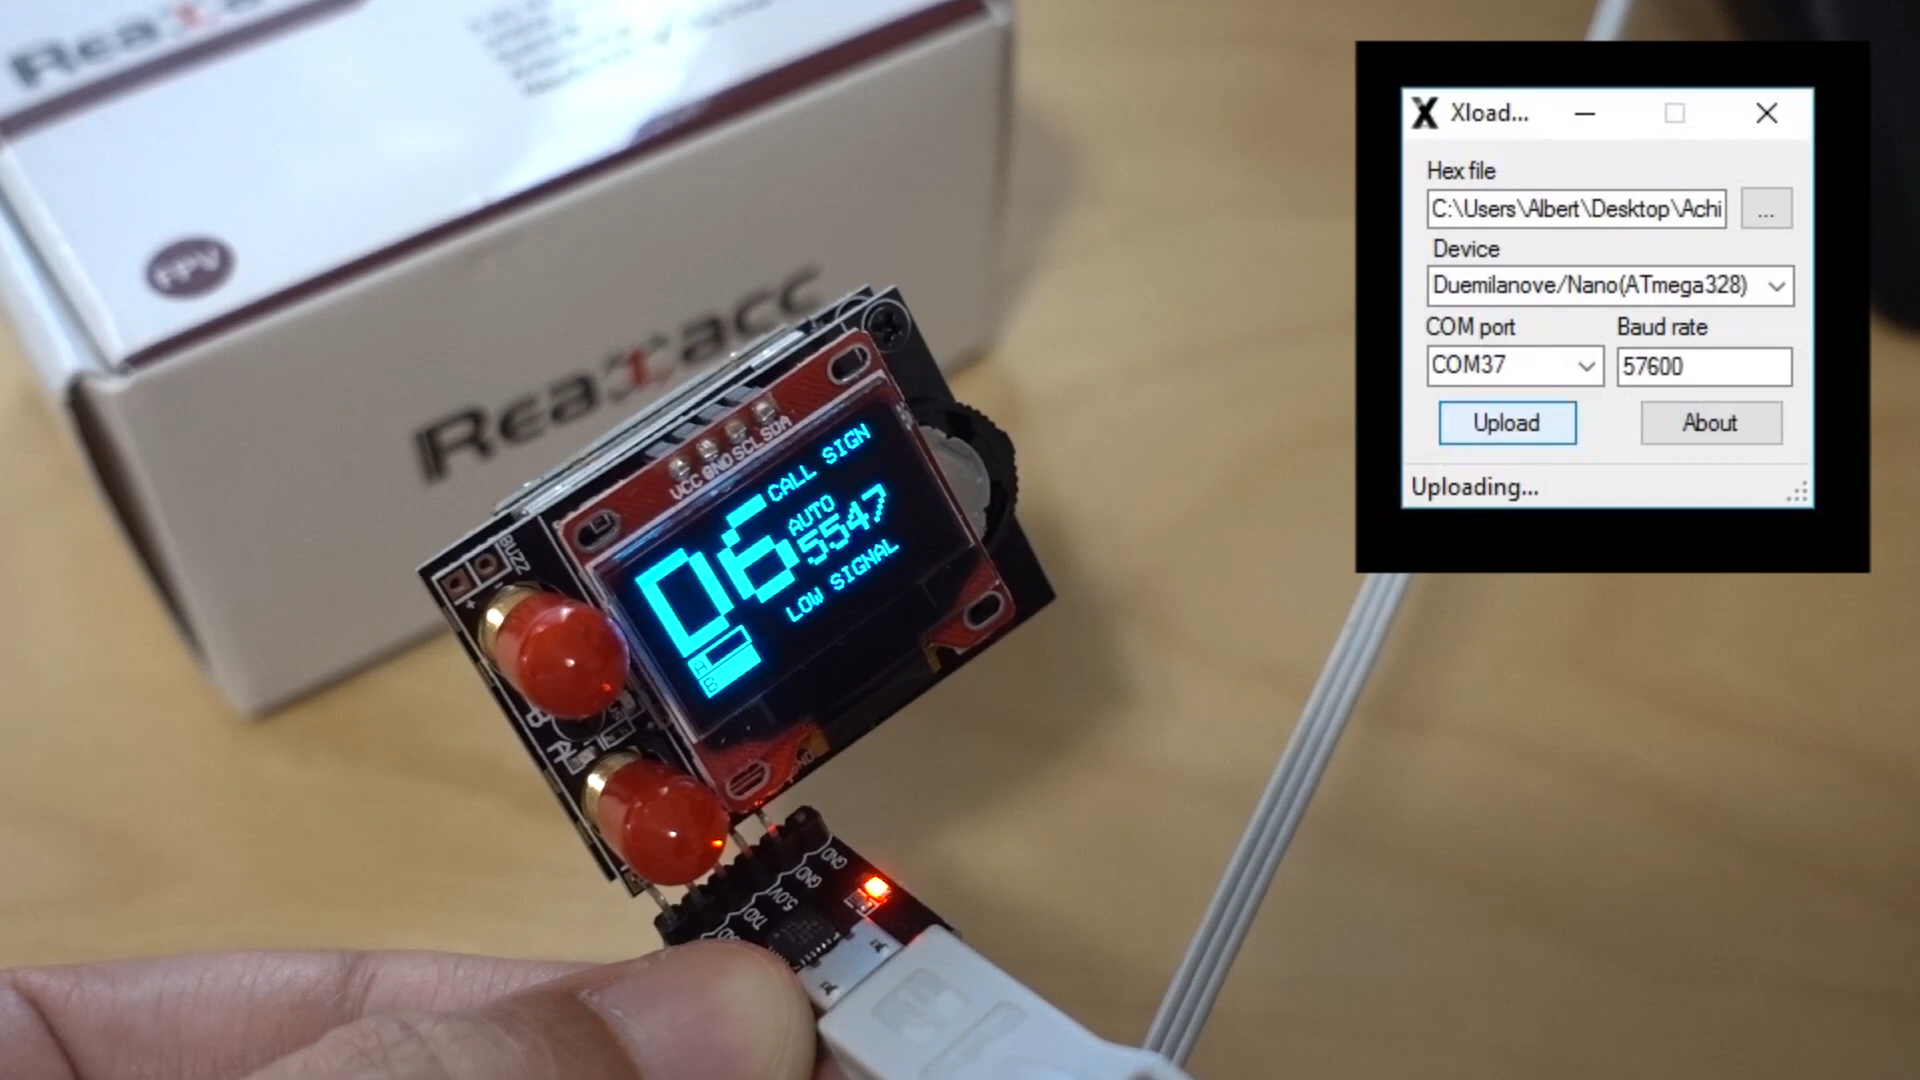 Realacc
FPV
Realacc
BUZZ
+
-
VCC GND SCL SDA
CALL SIGN
06
AUTO
5547
LOW SIGNAL
A
B
B
A
GND
GND
5.0V
TXD
Xload...
Hex file
C:\Users\Albert\Desktop\Achi
...
Device
Duemilanove/Nano(ATmega328)
COM port
Baud rate
COM37
57600
Upload
About
Uploading...